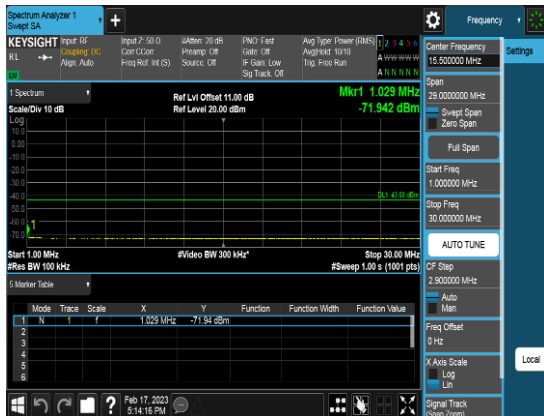 Spectrum Analyzer 1
Swept SA
Frequency
KEYSIGHT
RL
Input: RF
Coupling: DC
Align: Auto
Input Z: 50 Ω
Corr CCorr
Freq Ref: Int (S)
#Atten: 20 dB
Preamp: Off
Source: Off
PNO: Fast
Gate: Off
IF Gain: Low
Sig Track: Off
Avg Type: Power (RMS)
Avg|Hold: 10/10
Trig: Free Run
1 2 3 4 5 6
A W W W W W
A N N N N N
1 Spectrum
Scale/Div 10 dB
Ref Lvl Offset 11.00 dB
Ref Level 20.00 dBm
Mkr1 1.029 MHz
-71.942 dBm
Log
10.0
0.00
-10.0
-20.0
-30.0
-40.0
-50.0
-60.0
-70.0
DL1 -43.00 dBm
1
Start 1.00 MHz
#Res BW 100 kHz
#Video BW 300 kHz*
Stop 30.00 MHz
#Sweep 1.00 s (1001 pts)
5 Marker Table
Mode Trace Scale X Y Function Function Width Function Value
1 N 1 f 1.029 MHz -71.94 dBm
2
3
4
5
6
Feb 17, 2023
5:14:16 PM
Center Frequency
15.500000 MHz
Settings
Span
29.0000000 MHz
Swept Span
Zero Span
Full Span
Start Freq
1.000000 MHz
Stop Freq
30.000000 MHz
AUTO TUNE
CF Step
2.900000 MHz
Auto
Man
Freq Offset
0 Hz
X Axis Scale
Log
Lin
Local
Signal Track
(Span Zoom)